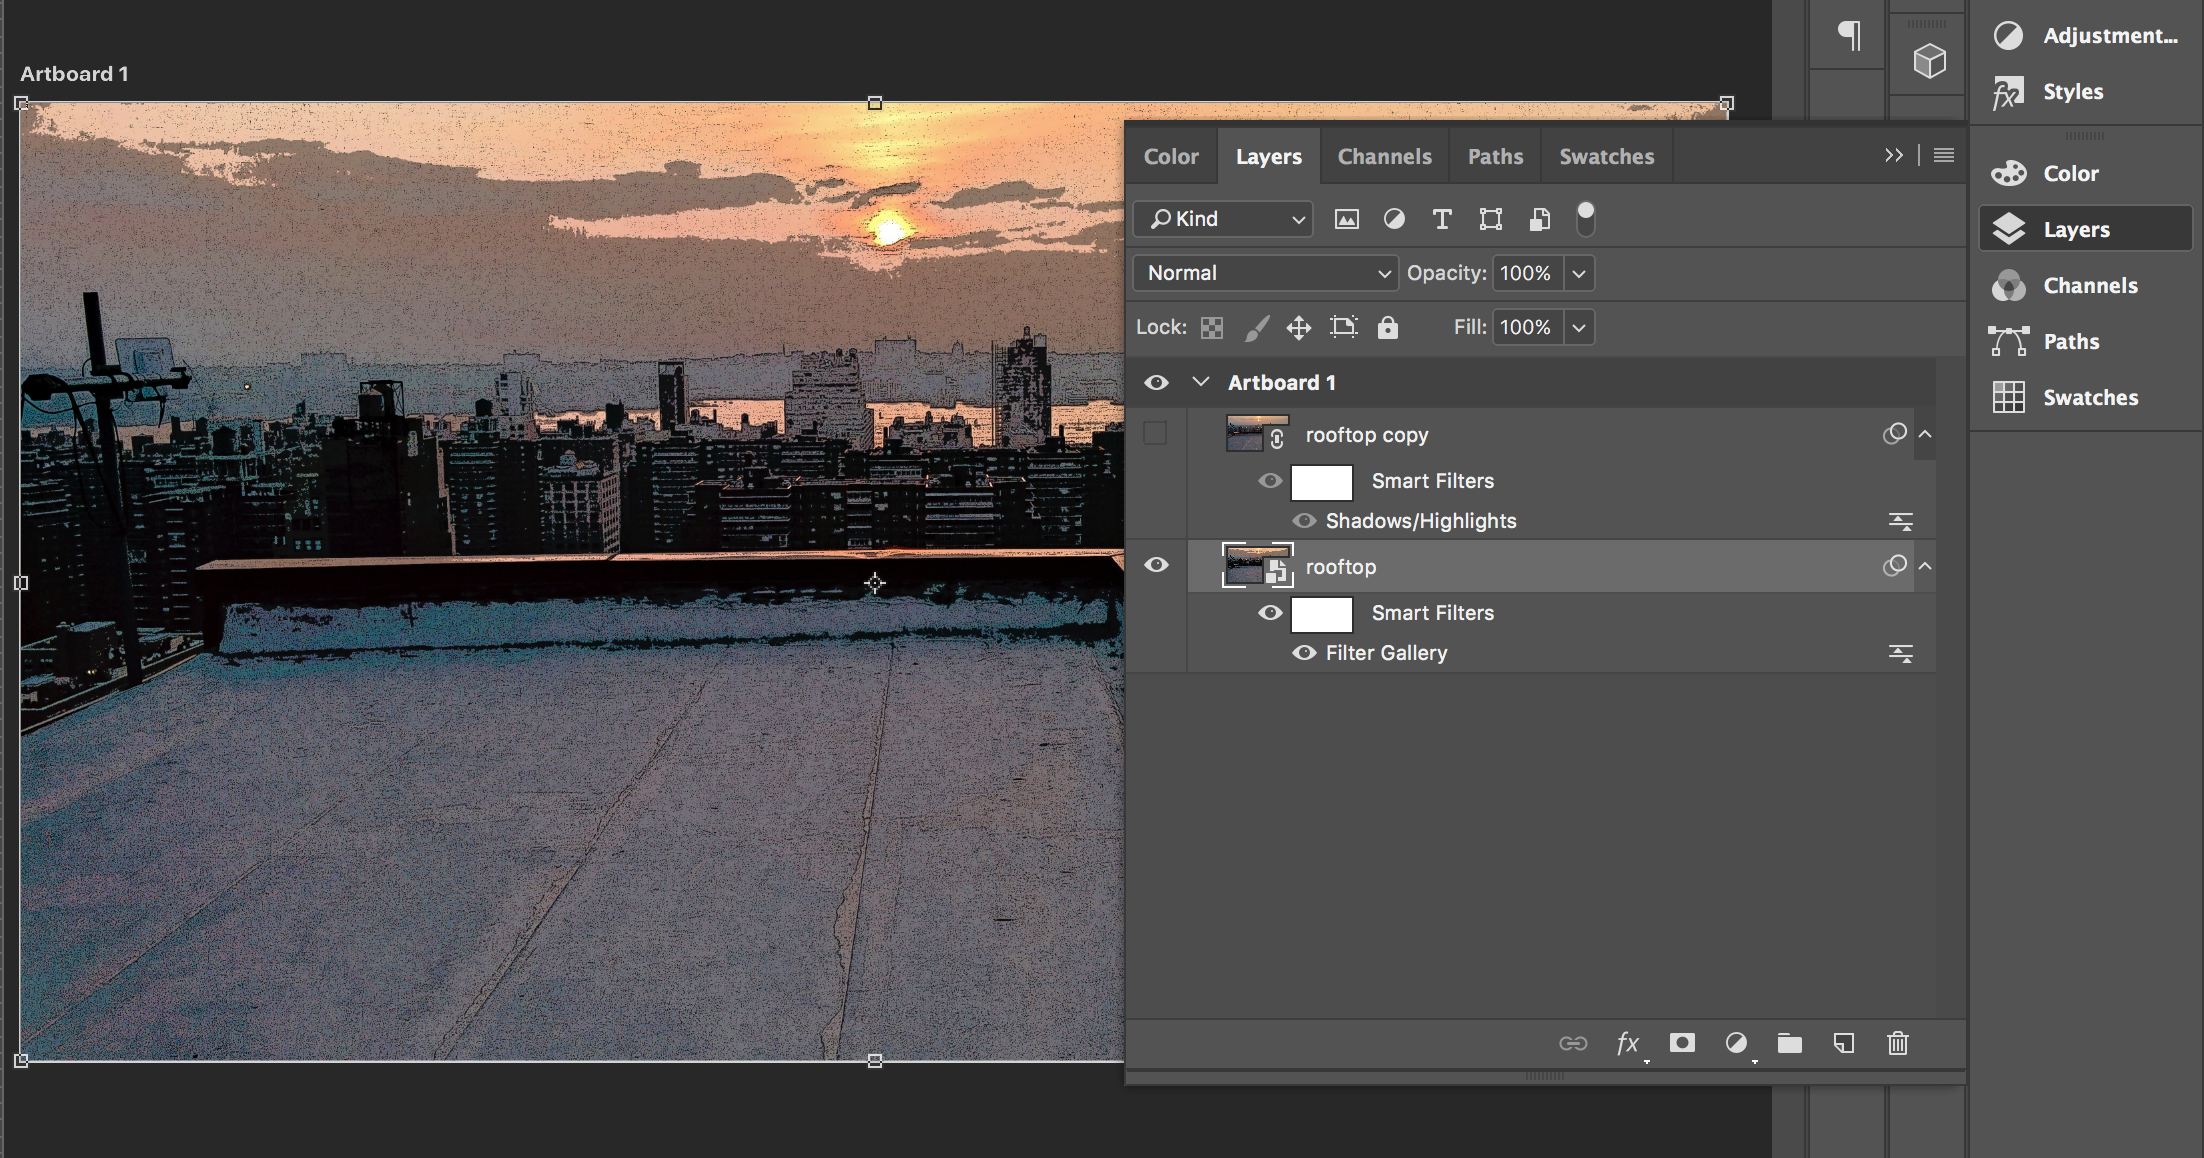 Artboard 1
Color Layers Channels Paths Swatches
Kind
Normal Opacity: 100%
Lock: Fill: 100%
Artboard 1
rooftop copy
Smart Filters
Shadows/Highlights
rooftop
Smart Filters
Filter Gallery
fx
Adjustment...
Styles
Color
Layers
Channels
Paths
Swatches